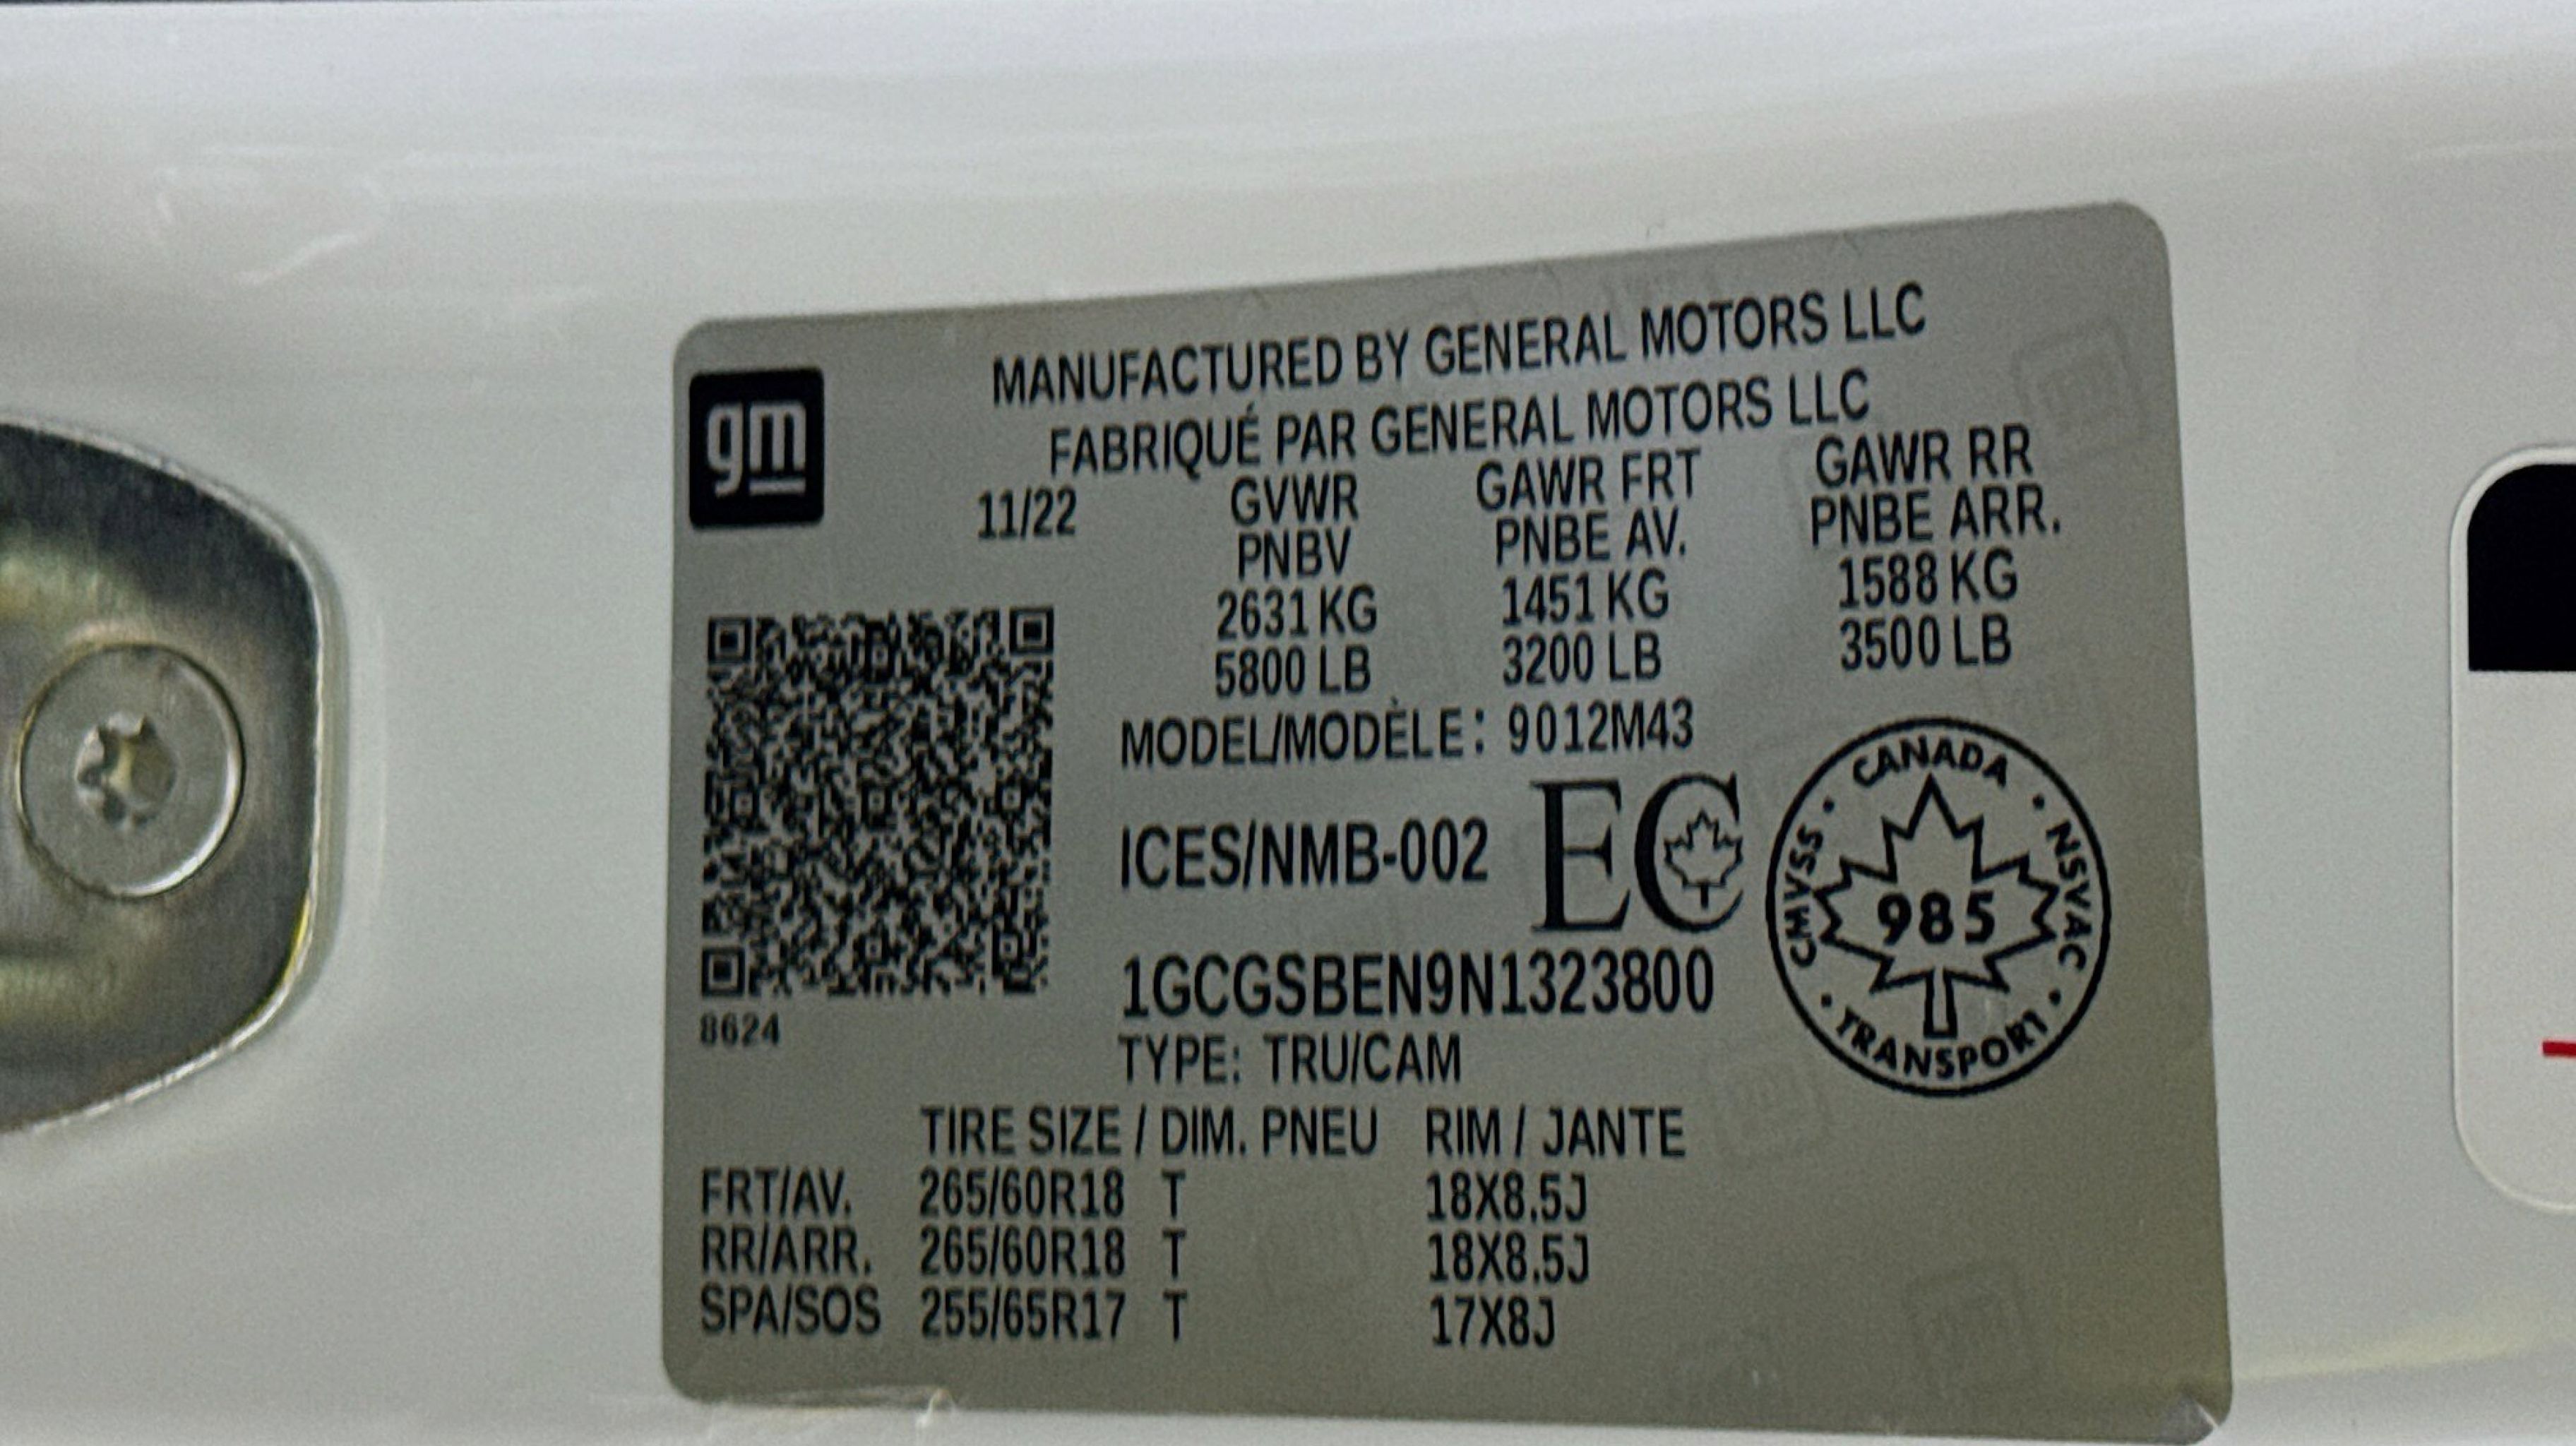 MANUFACTURED BY GENERAL MOTORS LLC
FABRIQUÉ PAR GENERAL MOTORS LLC
gm
11/22 GVWR GAWR FRT GAWR RR
PNBV PNBE AV. PNBE ARR.
2631 KG 1451 KG 1588 KG
5800 LB 3200 LB 3500 LB
MODEL/MODÈLE: 9012M43
ICES/NMB-002 EC
CANADA
CMVSS 985 NSVAC
TRANSPORT
1GCGSBEN9N1323800
8624
TYPE: TRU/CAM
TIRE SIZE / DIM. PNEU RIM / JANTE
FRT/AV. 265/60R18 T 18X8.5J
RR/ARR. 265/60R18 T 18X8.5J
SPA/SOS 255/65R17 T 17X8J